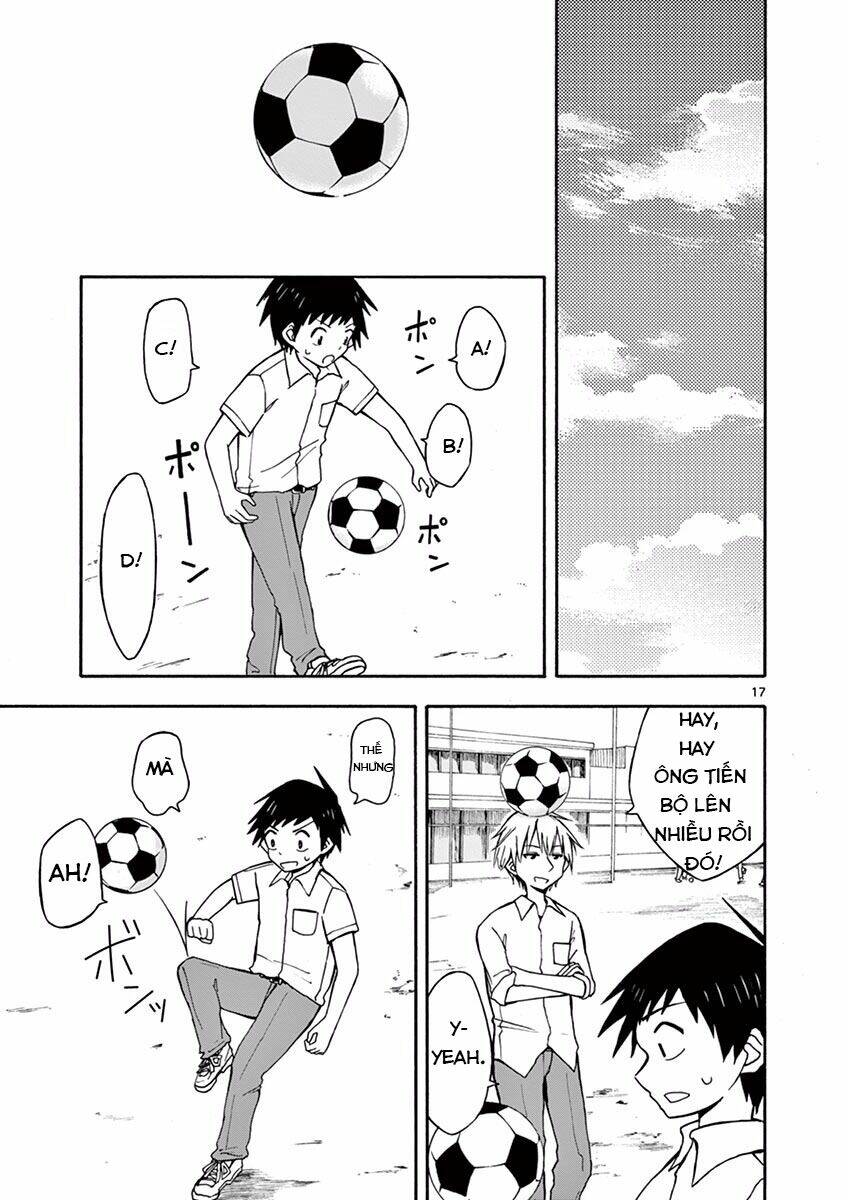 A!
ポン
B!
ポン
C!
ポーン
D!
17
HAY,
HAY
ÔNG TIẾN
BỘ LÊN
NHIỀU RỒI
ĐÓ!
Y-
YEAH.
THẾ
NHƯNG
MÀ
AH!
ボンッ